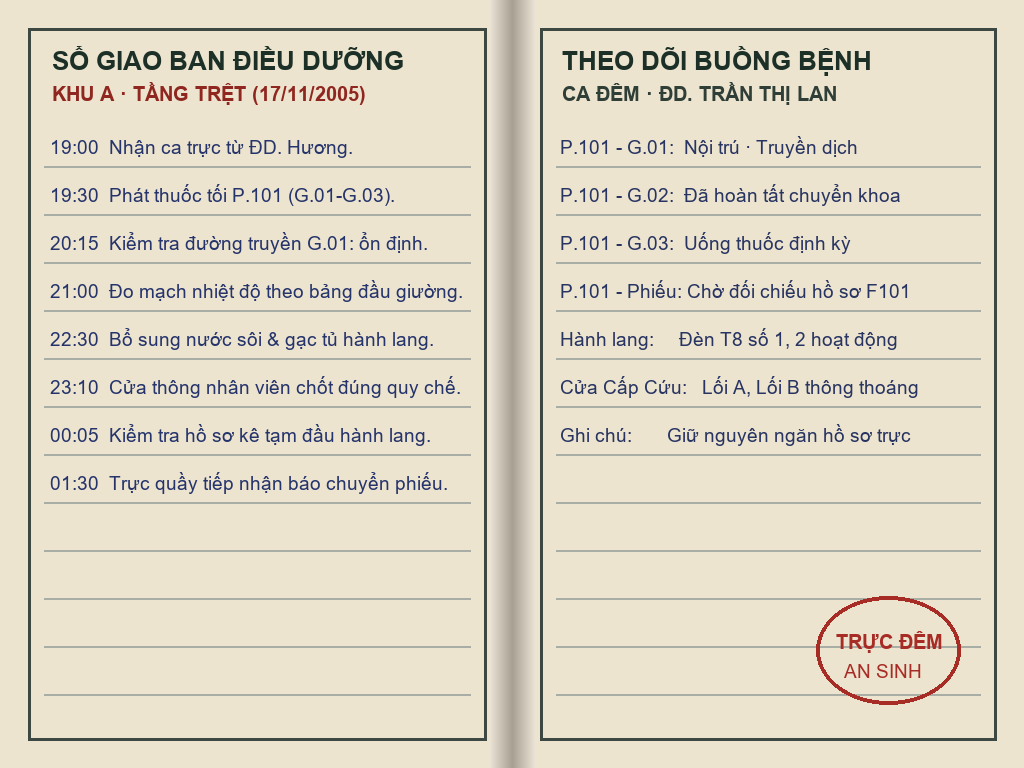 SỔ GIAO BAN ĐIỀU DƯỠNG
KHU A · TẦNG TRỆT (17/11/2005)
19:00 Nhận ca trực từ ĐD. Hương.
19:30 Phát thuốc tối P.101 (G.01-G.03).
20:15 Kiểm tra đường truyền G.01: ổn định.
21:00 Đo mạch nhiệt độ theo bảng đầu giường.
22:30 Bổ sung nước sôi & gạc tủ hành lang.
23:10 Cửa thông nhân viên chốt đúng quy chế.
00:05 Kiểm tra hồ sơ kê tạm đầu hành lang.
01:30 Trực quầy tiếp nhận báo chuyển phiếu.
THEO DÕI BUỒNG BỆNH
CA ĐÊM · ĐD. TRẦN THỊ LAN
P.101 - G.01: Nội trú · Truyền dịch
P.101 - G.02: Đã hoàn tất chuyển khoa
P.101 - G.03: Uống thuốc định kỳ
P.101 - Phiếu: Chờ đối chiếu hồ sơ F101
Hành lang: Đèn T8 số 1, 2 hoạt động
Cửa Cấp Cứu: Lối A, Lối B thông thoáng
Ghi chú: Giữ nguyên ngăn hồ sơ trực
TRỰC ĐÊM
AN SINH